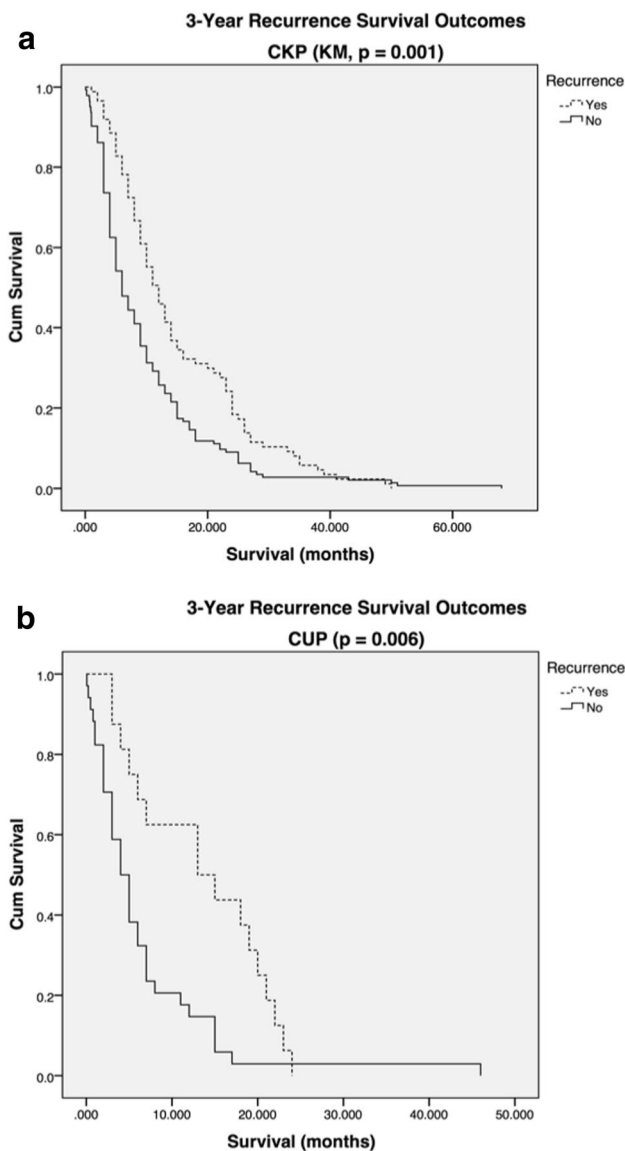 a
3-Year Recurrence Survival Outcomes
CKP (KM, p = 0.001)
Recurrence
Yes
No
Cum Survival
1.0
0.8
0.6
0.4
0.2
0.0
.000 20.000 40.000 60.000
Survival (months)
b
3-Year Recurrence Survival Outcomes
CUP (p = 0.006)
Recurrence
Yes
No
Cum Survival
1.0
0.8
0.6
0.4
0.2
0.0
.000 10.000 20.000 30.000 40.000 50.000
Survival (months)